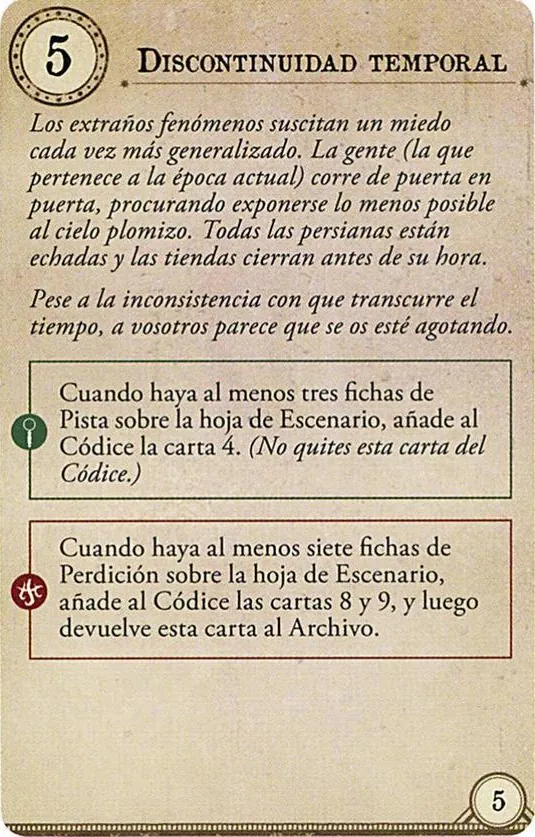 5
Discontinuidad temporal
Los extraños fenómenos suscitan un miedo
cada vez más generalizado. La gente (la que
pertenece a la época actual) corre de puerta en
puerta, procurando exponerse lo menos posible
al cielo plomizo. Todas las persianas están
echadas y las tiendas cierran antes de su hora.
Pese a la inconsistencia con que transcurre el
tiempo, a vosotros parece que se os esté agotando.
Cuando haya al menos tres fichas de
Pista sobre la hoja de Escenario, añade al
Códice la carta 4. (No quites esta carta del
Códice.)
Cuando haya al menos siete fichas de
Perdición sobre la hoja de Escenario,
añade al Códice las cartas 8 y 9, y luego
devuelve esta carta al Archivo.
5